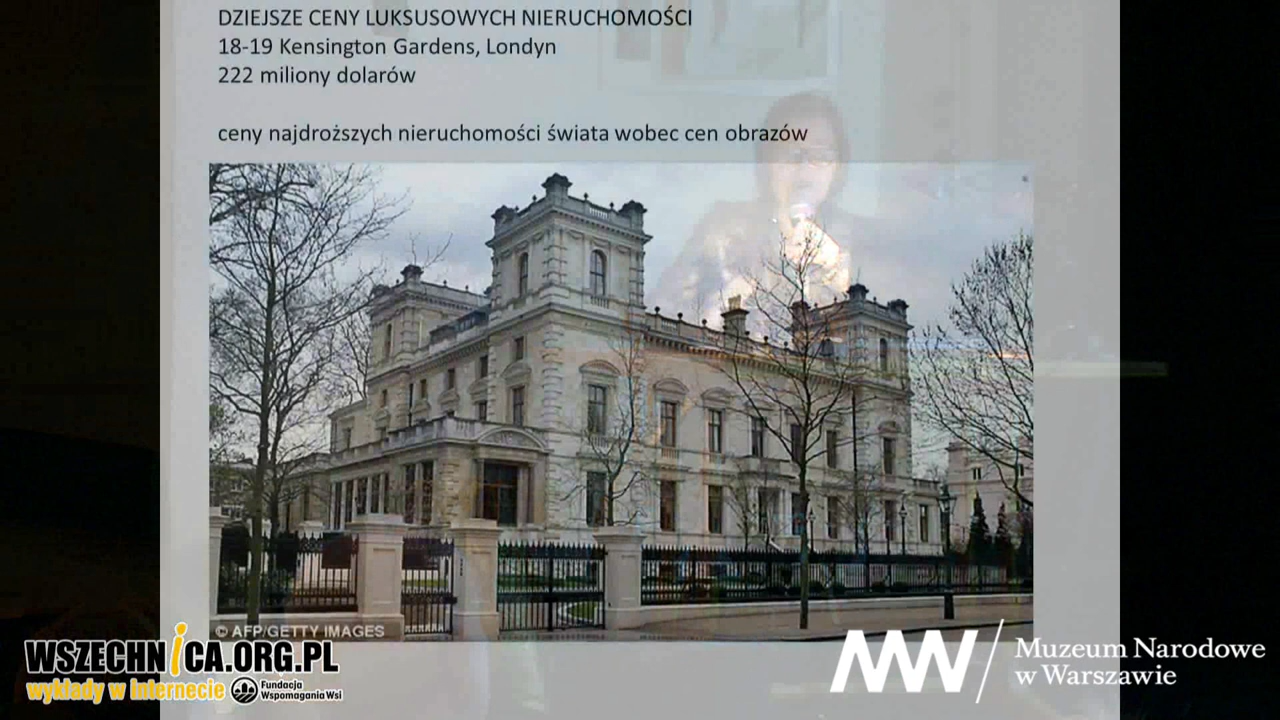 DZIEJSZE CENY LUKSUSOWYCH NIERUCHOMOŚCI
18-19 Kensington Gardens, Londyn
222 miliony dolarów
ceny najdroższych nieruchomości świata wobec cen obrazów
© AFP/GETTY IMAGES
WSZECHNiCA.ORG.PL
wykłady w Internecie
Fundacja
Wspomagania Wsi
MNW
Muzeum Narodowe
w Warszawie